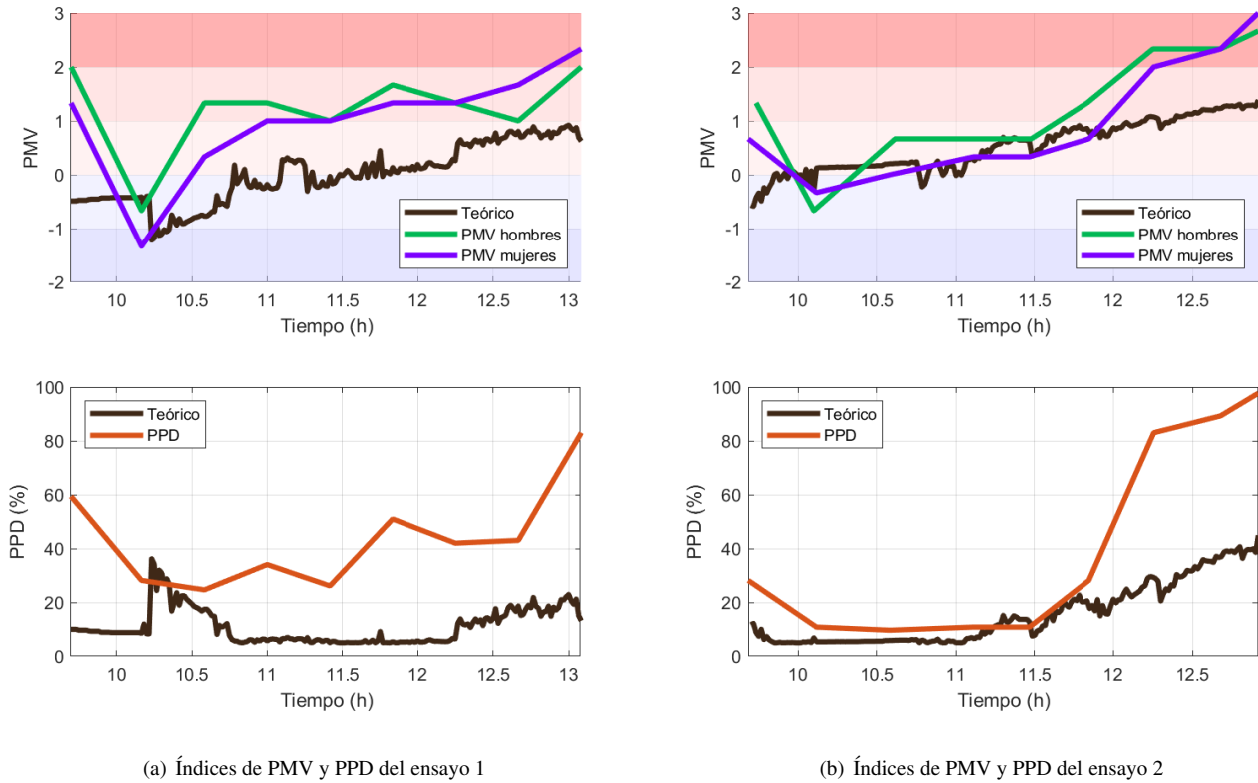 3
2
1
0
-1
-2
PMV
Teórico
PMV hombres
PMV mujeres
10 10.5 11 11.5 12 12.5 13
Tiempo (h)
3
2
1
0
-1
-2
PMV
Teórico
PMV hombres
PMV mujeres
10 10.5 11 11.5 12 12.5
Tiempo (h)
100
80
60
40
20
0
PPD (%)
Teórico
PPD
10 10.5 11 11.5 12 12.5 13
Tiempo (h)
100
80
60
40
20
0
PPD (%)
Teórico
PPD
10 10.5 11 11.5 12 12.5
Tiempo (h)
(a) Índices de PMV y PPD del ensayo 1
(b) Índices de PMV y PPD del ensayo 2